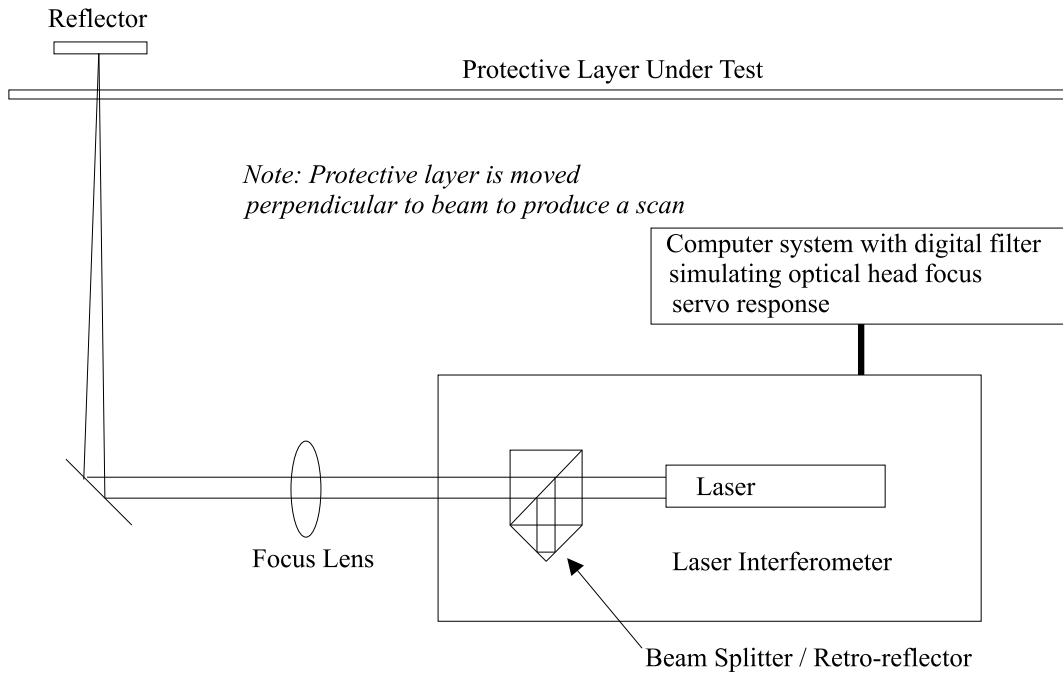 Reflector
Protective Layer Under Test
Note: Protective layer is moved
perpendicular to beam to produce a scan
Computer system with digital filter
simulating optical head focus
servo response
Laser
Focus Lens
Laser Interferometer
Beam Splitter / Retro-reflector